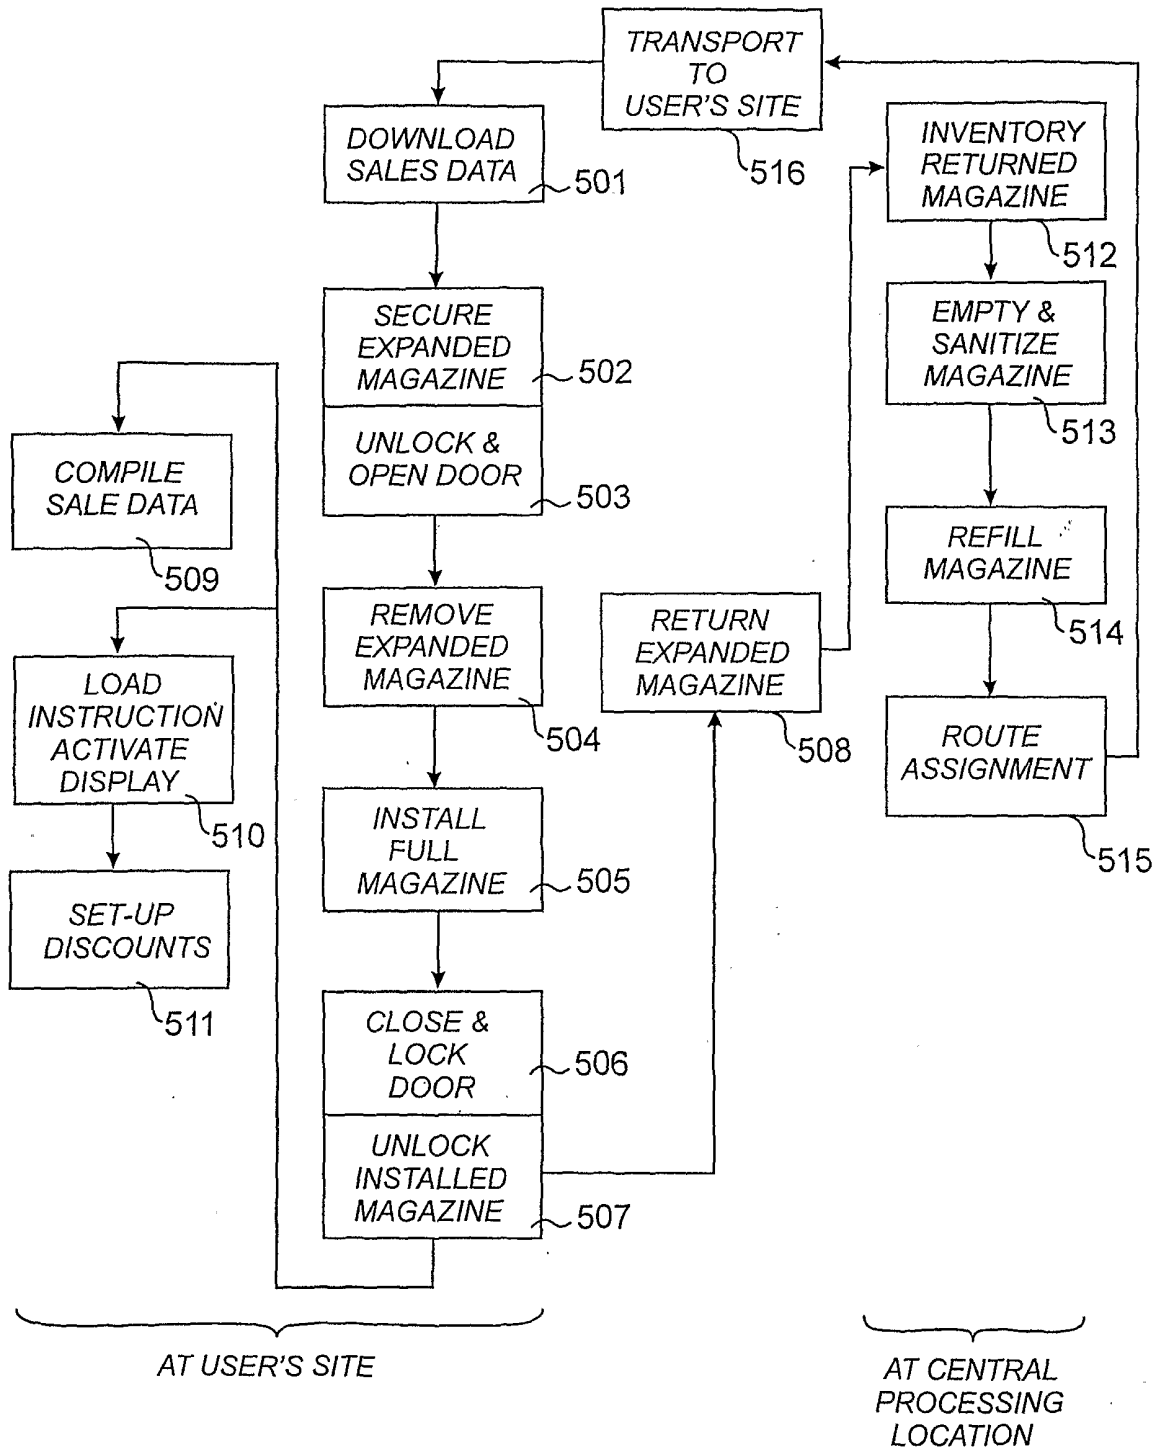 TRANSPORT
TO
USER'S SITE
516
DOWNLOAD
SALES DATA
501
SECURE
EXPANDED
MAGAZINE
502
UNLOCK &
OPEN DOOR
503
REMOVE
EXPANDED
MAGAZINE
504
INSTALL
FULL
MAGAZINE
505
CLOSE &
LOCK
DOOR
506
UNLOCK
INSTALLED
MAGAZINE
507
COMPILE
SALE DATA
509
LOAD
INSTRUCTION
ACTIVATE
DISPLAY
510
SET-UP
DISCOUNTS
511
RETURN
EXPANDED
MAGAZINE
508
INVENTORY
RETURNED
MAGAZINE
512
EMPTY &
SANITIZE
MAGAZINE
513
REFILL
MAGAZINE
514
ROUTE
ASSIGNMENT
515
AT USER'S SITE
AT CENTRAL
PROCESSING
LOCATION